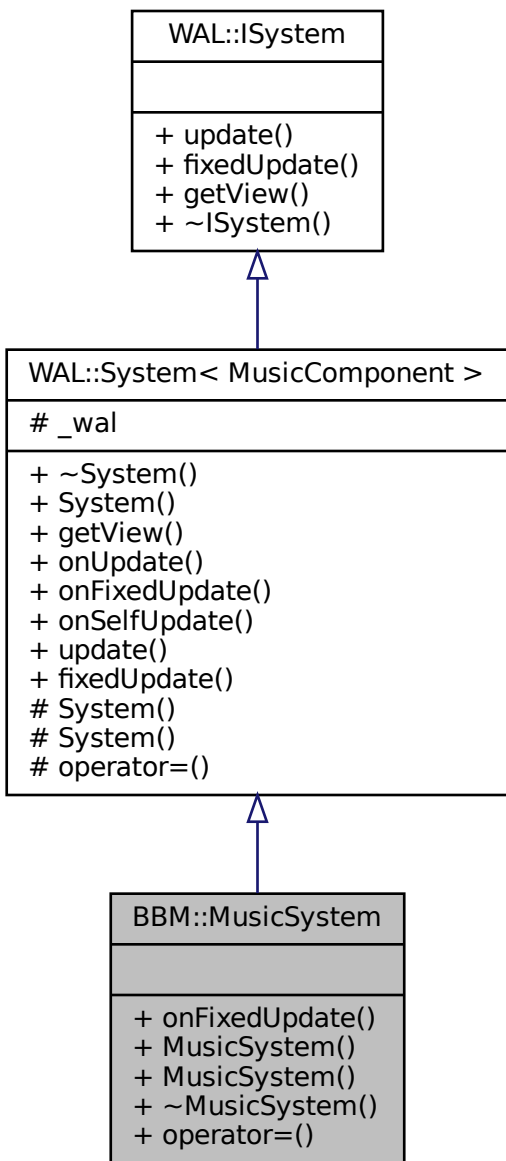 WAL::ISystem
+ update()
+ fixedUpdate()
+ getView()
+ ~ISystem()
WAL::System< MusicComponent >
# _wal
+ ~System()
+ System()
+ getView()
+ onUpdate()
+ onFixedUpdate()
+ onSelfUpdate()
+ update()
+ fixedUpdate()
# System()
# System()
# operator=()
BBM::MusicSystem
+ onFixedUpdate()
+ MusicSystem()
+ MusicSystem()
+ ~MusicSystem()
+ operator=()